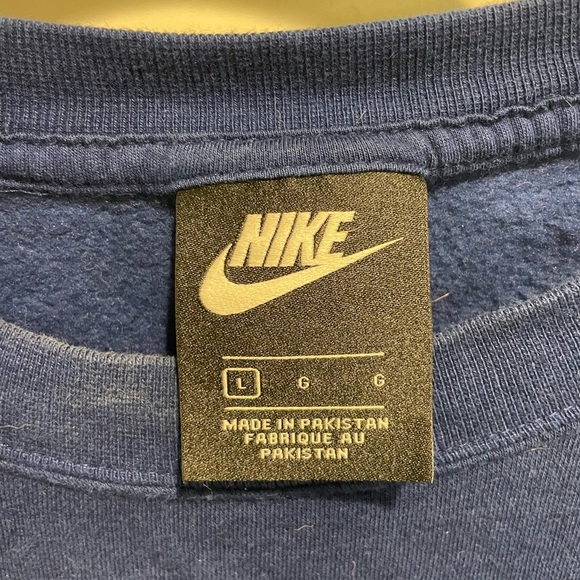 NIKE
L G G
MADE IN PAKISTAN
FABRIQUE AU
PAKISTAN